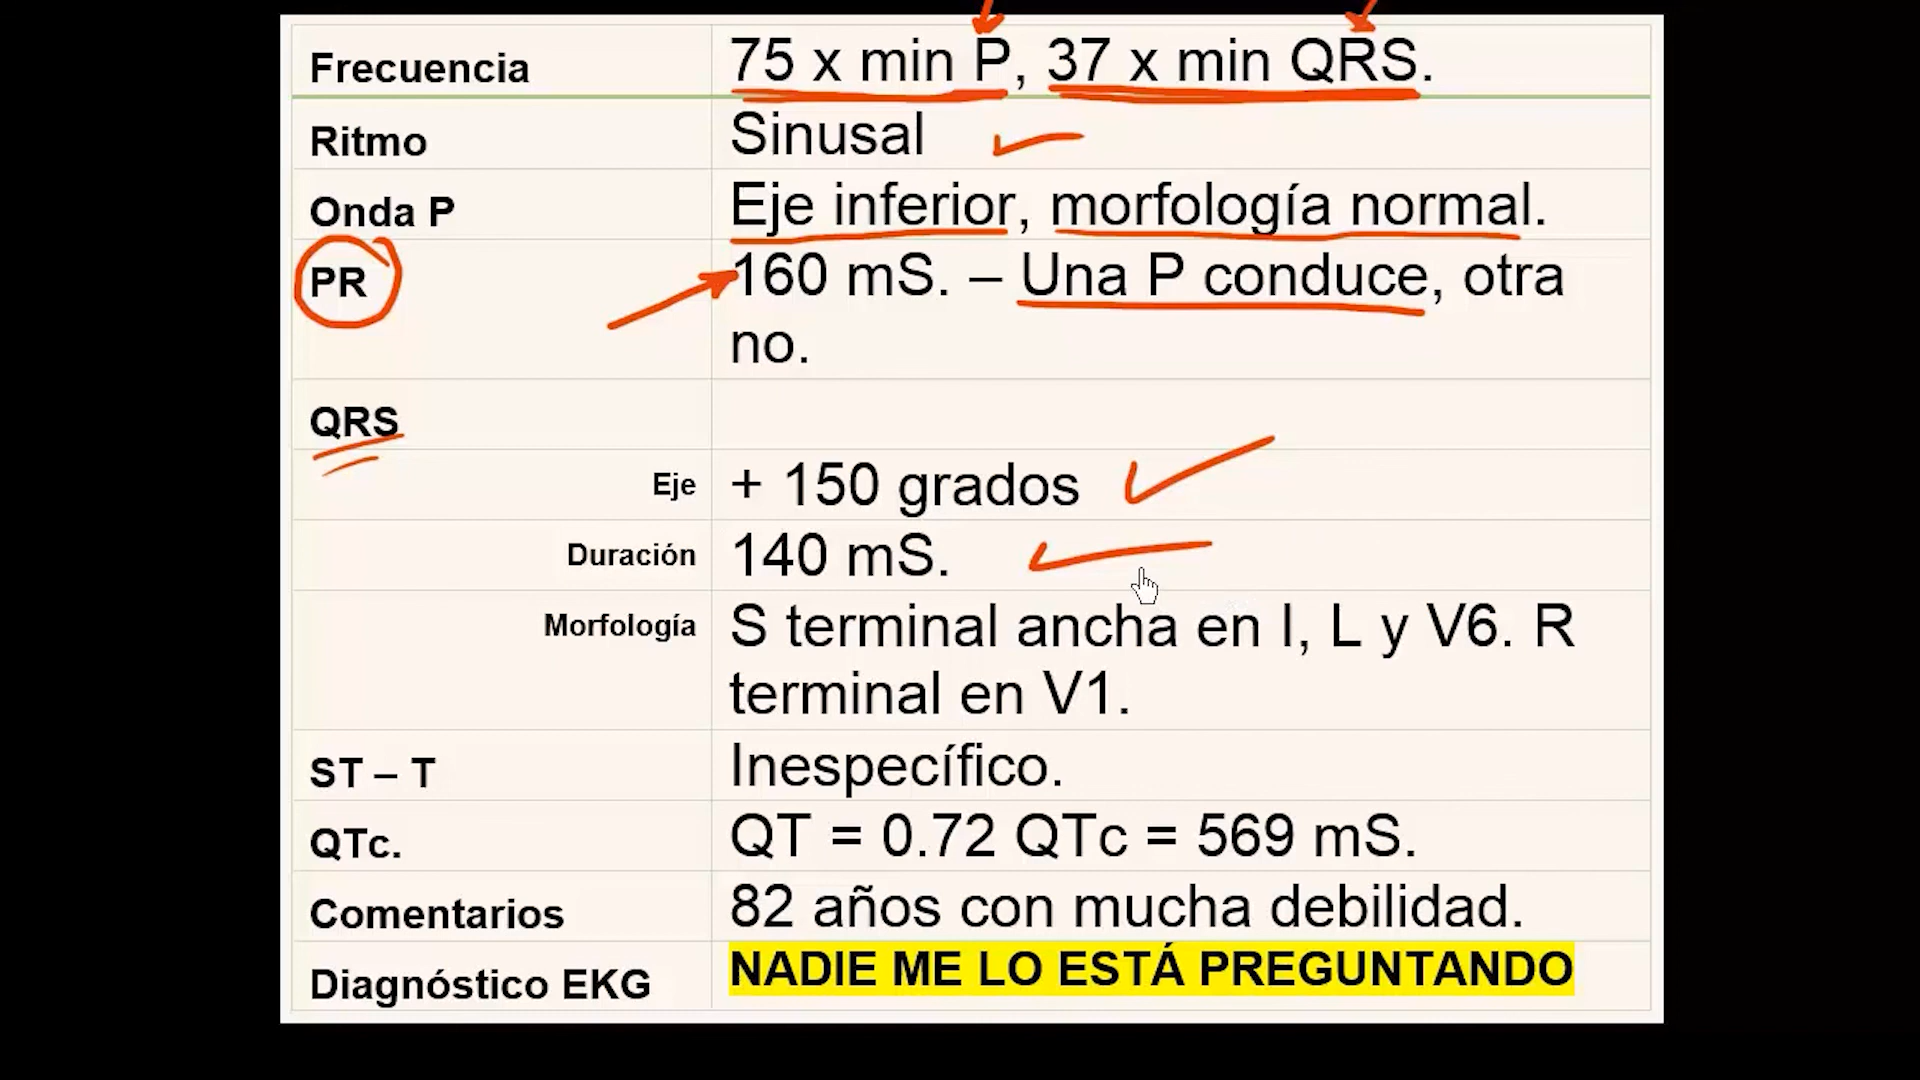 Frecuencia 75 x min P, 37 x min QRS.
Ritmo Sinusal
Onda P Eje inferior, morfología normal.
PR 160 mS. – Una P conduce, otra
no.
QRS
Eje + 150 grados
Duración 140 mS.
Morfología S terminal ancha en I, L y V6. R
terminal en V1.
ST – T Inespecífico.
QTc. QT = 0.72 QTc = 569 mS.
Comentarios 82 años con mucha debilidad.
Diagnóstico EKG NADIE ME LO ESTÁ PREGUNTANDO